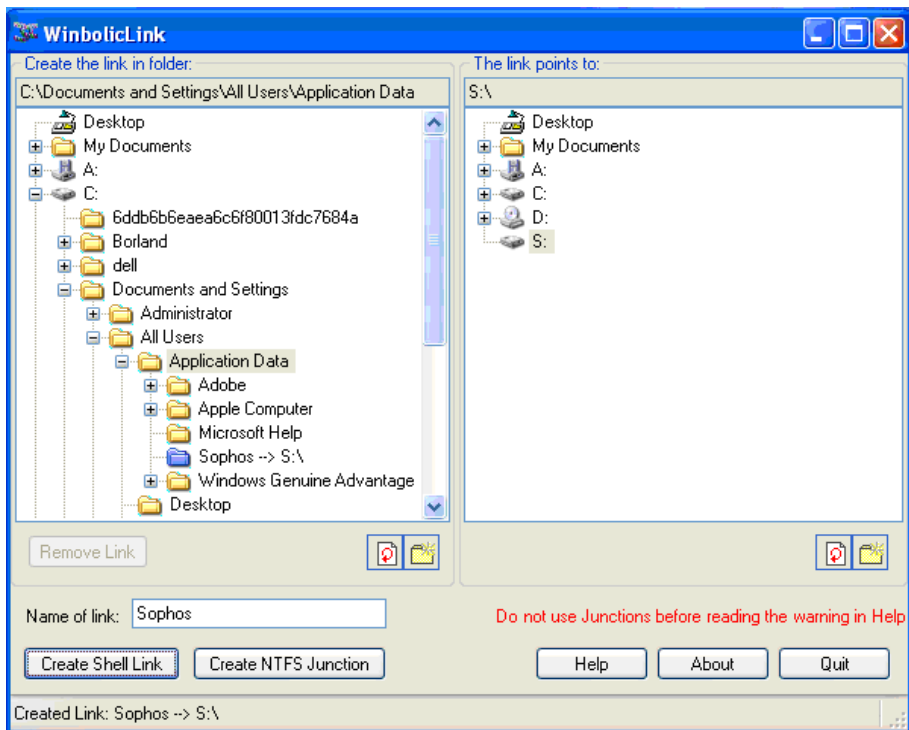 WinbolicLink
Create the link in folder:
C:\Documents and Settings\All Users\Application Data
Desktop
My Documents
A:
C:
6ddb6b6eaea6c6f80013fdc7684a
Borland
dell
Documents and Settings
Administrator
All Users
Application Data
Adobe
Apple Computer
Microsoft Help
Sophos --> S:\
Windows Genuine Advantage
Desktop
Remove Link
The link points to:
S:\
Desktop
My Documents
A:
C:
D:
S:
Name of link: Sophos
Do not use Junctions before reading the warning in Help
Create Shell Link Create NTFS Junction Help About Quit
Created Link: Sophos --> S:\